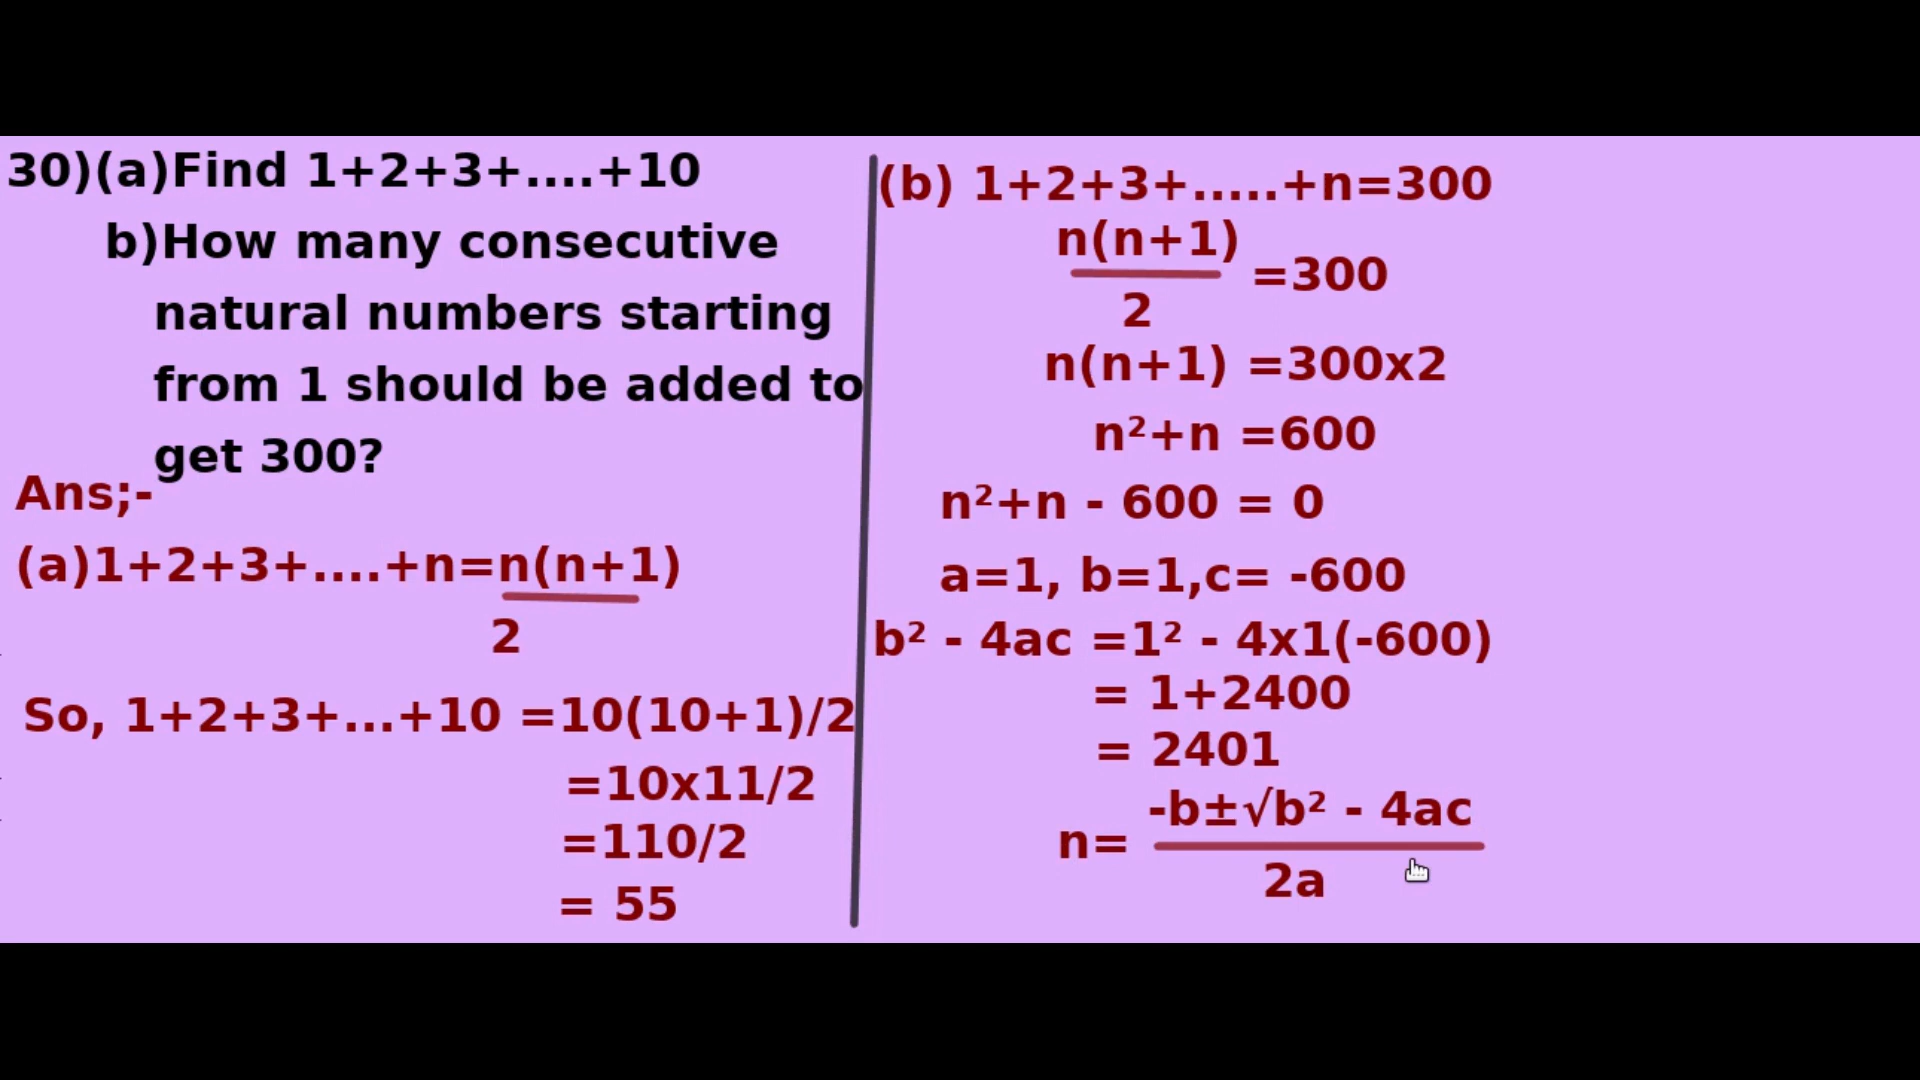 30)(a)Find 1+2+3+....+10
b)How many consecutive
natural numbers starting
from 1 should be added to
get 300?
Ans;-
(a)1+2+3+....+n=n(n+1)
2
So, 1+2+3+...+10 =10(10+1)/2
=10x11/2
=110/2
= 55
(b) 1+2+3+.....+n=300
n(n+1)
=300
2
n(n+1) =300x2
n²+n =600
n²+n - 600 = 0
a=1, b=1,c= -600
b² - 4ac =1² - 4x1(-600)
= 1+2400
= 2401
-b±√b² - 4ac
n=
2a